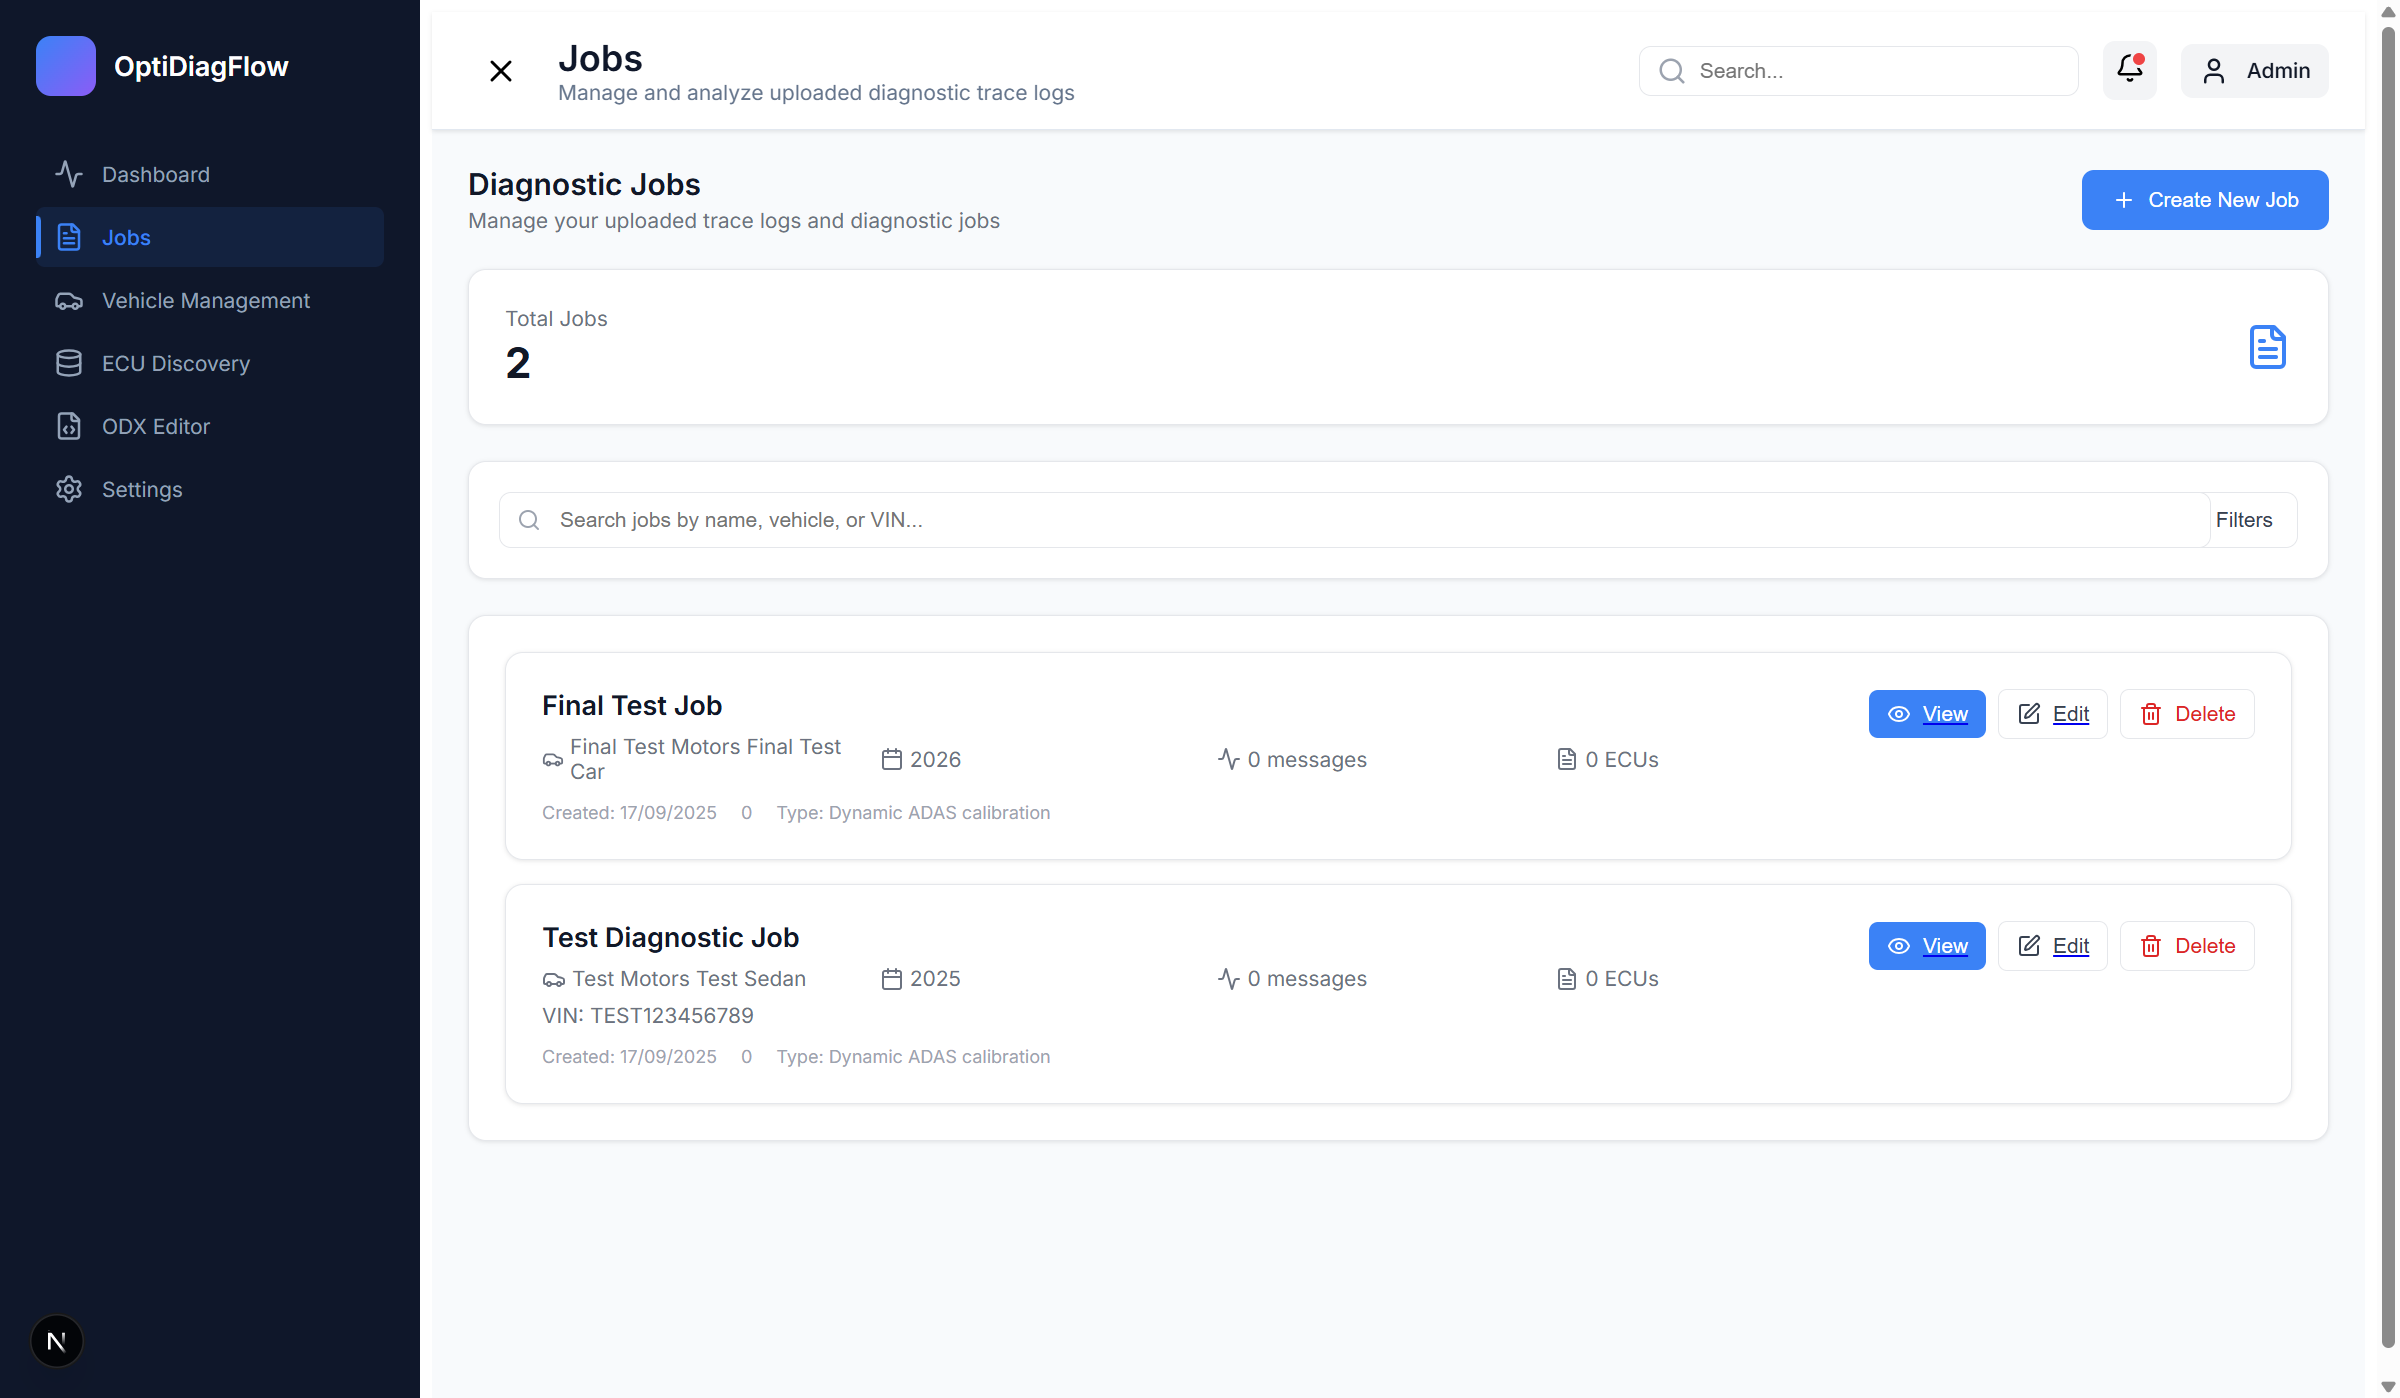 OptiDiagFlow
Dashboard
Jobs
Vehicle Management
ECU Discovery
ODX Editor
Settings
N
Jobs
Manage and analyze uploaded diagnostic trace logs
Search...
Admin
Diagnostic Jobs
Manage your uploaded trace logs and diagnostic jobs
Create New Job
Total Jobs
2
Search jobs by name, vehicle, or VIN...
Filters
Final Test Job
View
Edit
Delete
Final Test Motors Final Test
Car
2026
0 messages
0 ECUs
Created: 17/09/2025 0 Type: Dynamic ADAS calibration
Test Diagnostic Job
View
Edit
Delete
Test Motors Test Sedan
2025
0 messages
0 ECUs
VIN: TEST123456789
Created: 17/09/2025 0 Type: Dynamic ADAS calibration